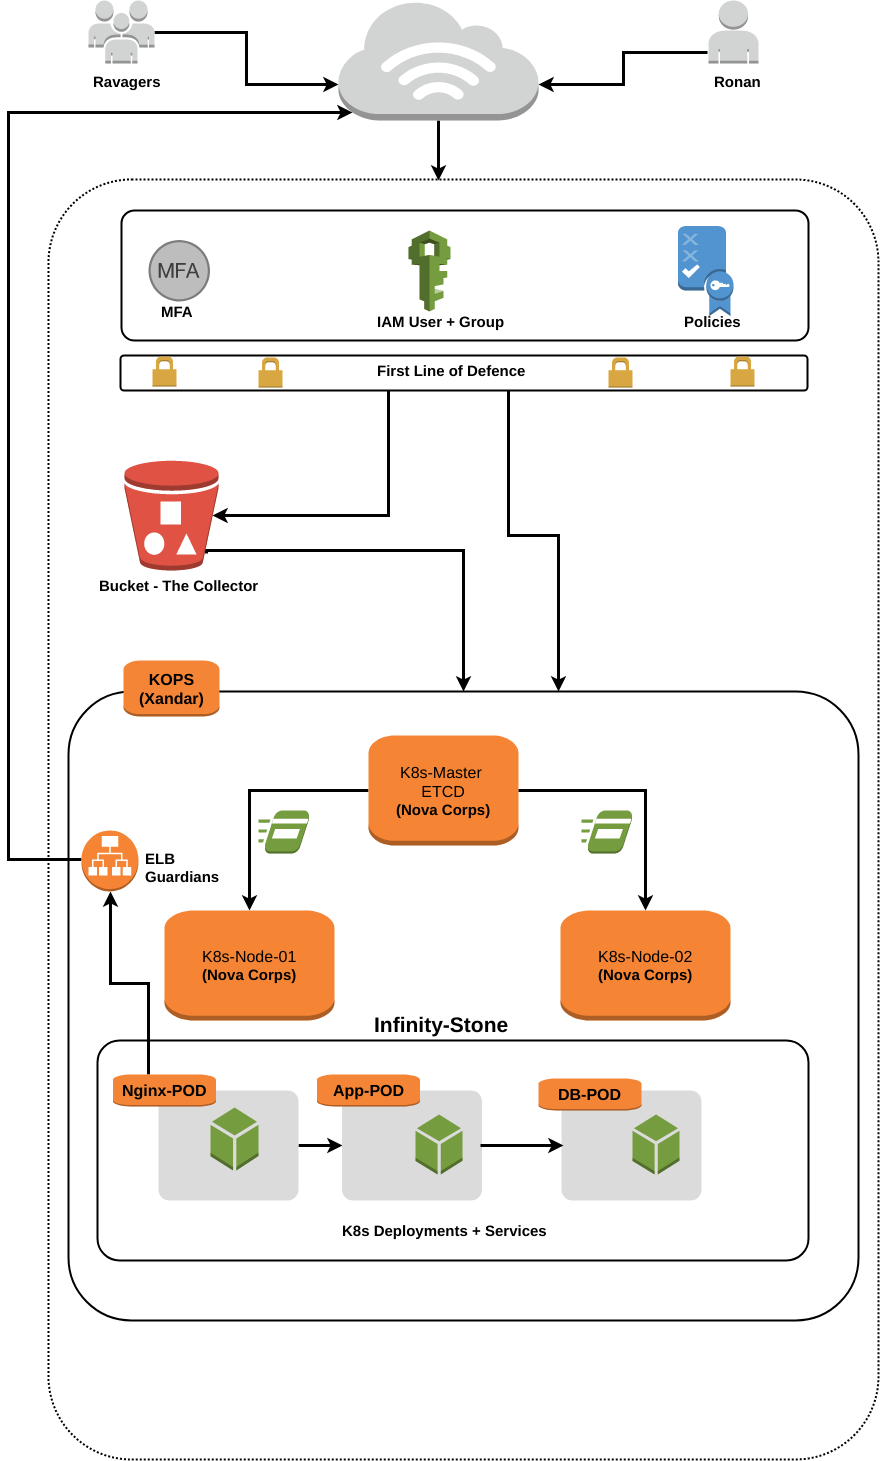 Ravagers
Ronan
MFA
MFA
IAM User + Group
Policies
First Line of Defence
Bucket - The Collector
KOPS
(Xandar)
K8s-Master
ETCD
(Nova Corps)
ELB
Guardians
K8s-Node-01
(Nova Corps)
K8s-Node-02
(Nova Corps)
Infinity-Stone
Nginx-POD
App-POD
DB-POD
K8s Deployments + Services